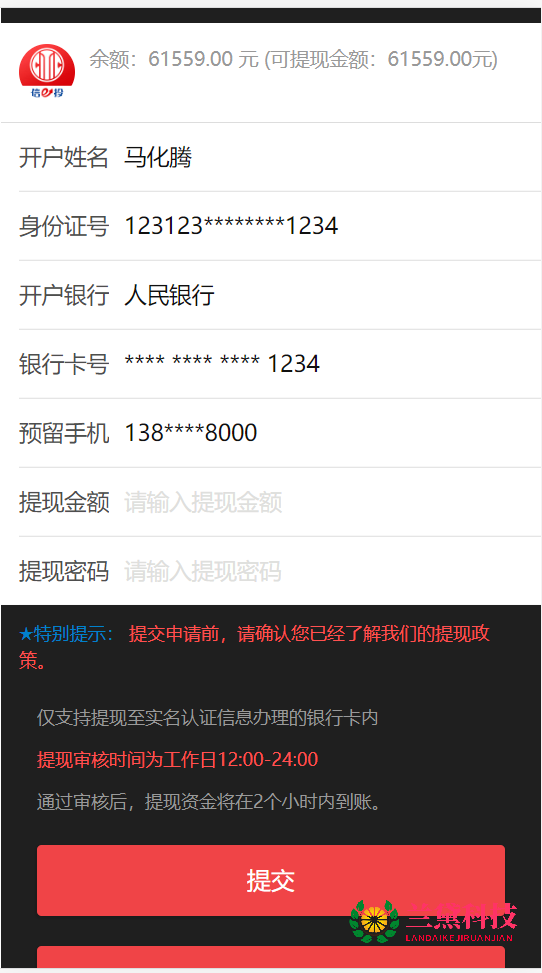 余额：61559.00 元 (可提现金额：61559.00元)
信e投
开户姓名 马化腾
身份证号 123123********1234
开户银行 人民银行
银行卡号 **** **** **** 1234
预留手机 138****8000
提现金额 请输入提现金额
提现密码 请输入提现密码
★特别提示： 提交申请前，请确认您已经了解我们的提现政
策。
仅支持提现至实名认证信息办理的银行卡内
提现审核时间为工作日12:00-24:00
通过审核后，提现资金将在2个小时内到账。
提交
兰黛科技
LANDAIKEJIRUANJIAN